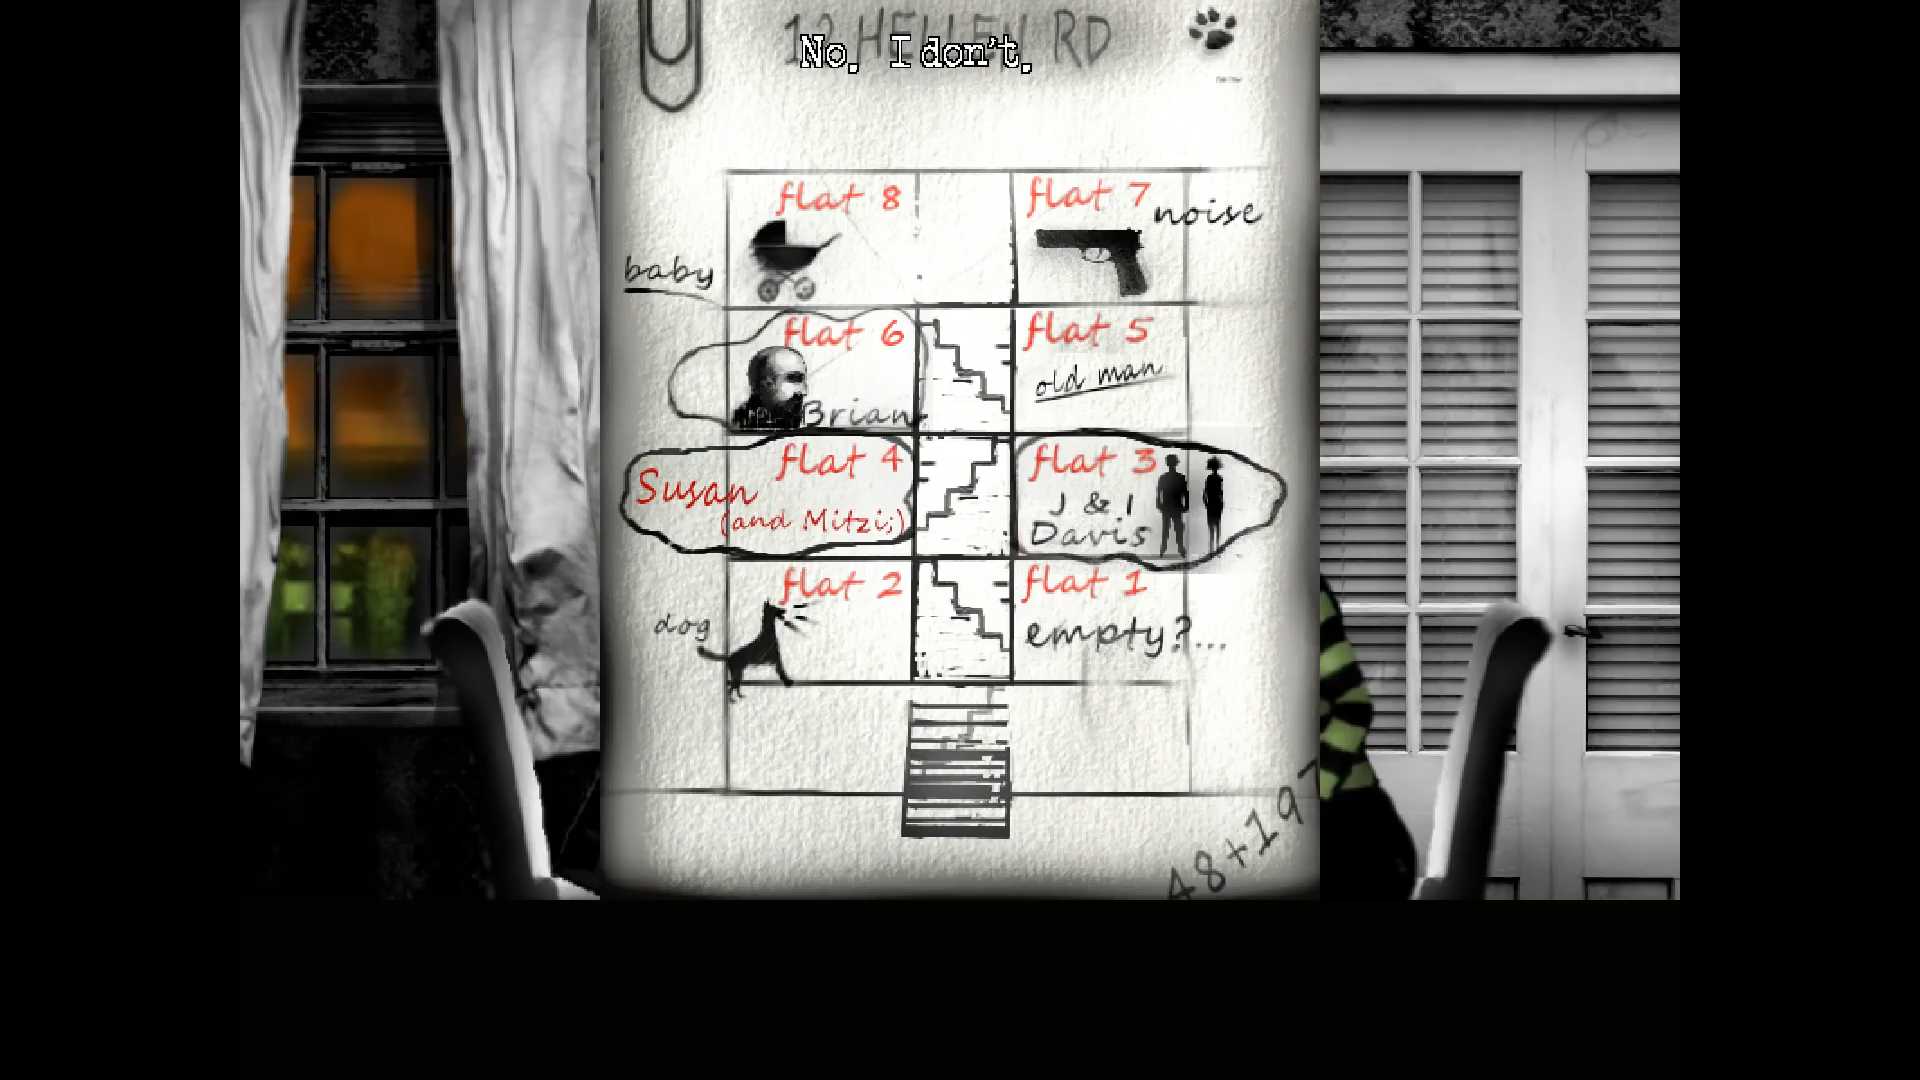 12 HELLEN RD
No. I don't.
flat 8
flat 7
noise
baby
flat 6
flat 5
old man
Brian
flat 4
flat 3
Susan
J & I
(and Mitzi;)
Davis
flat 2
flat 1
dog
empty?...
48+197